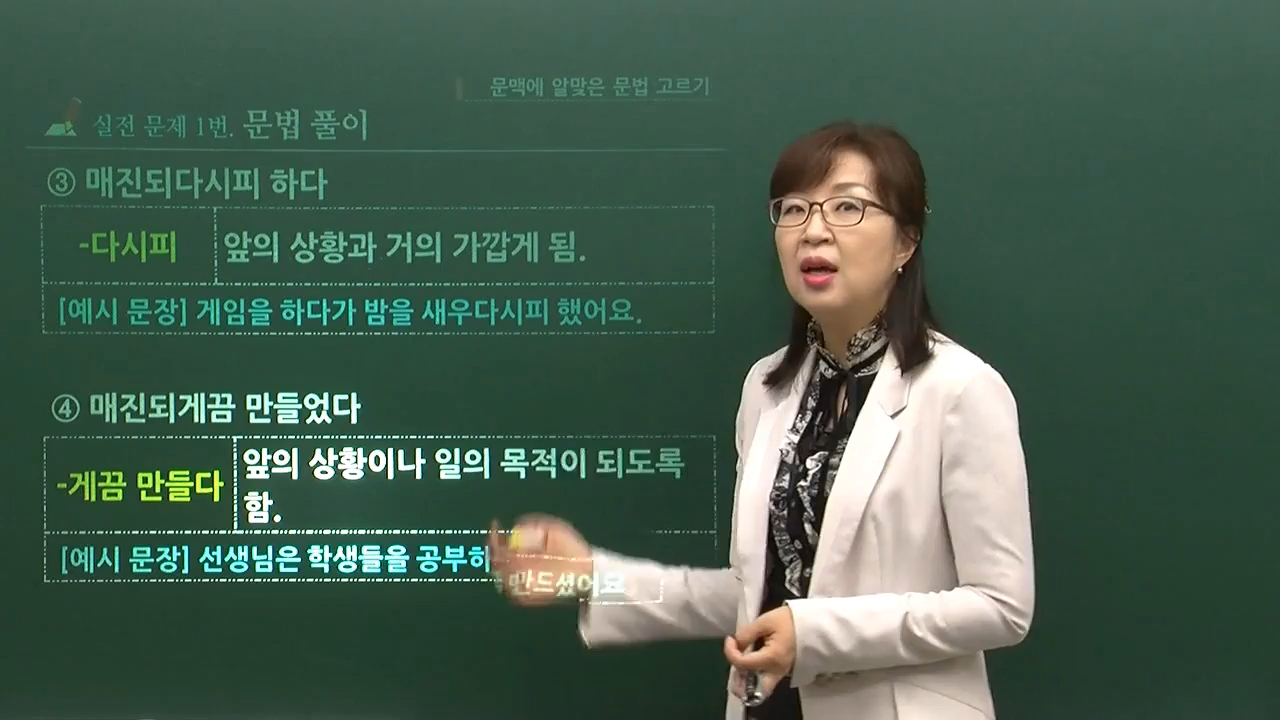 문맥에 알맞은 문법 고르기
실전 문제 1번. 문법 풀이
③ 매진되다시피 하다
-다시피
앞의 상황과 거의 가깝게 됨.
[예시 문장] 게임을 하다가 밤을 새우다시피 했어요.
④ 매진되게끔 만들었다
-게끔 만들다
앞의 상황이나 일의 목적이 되도록
함.
[예시 문장] 선생님은 학생들을
만드셨어요